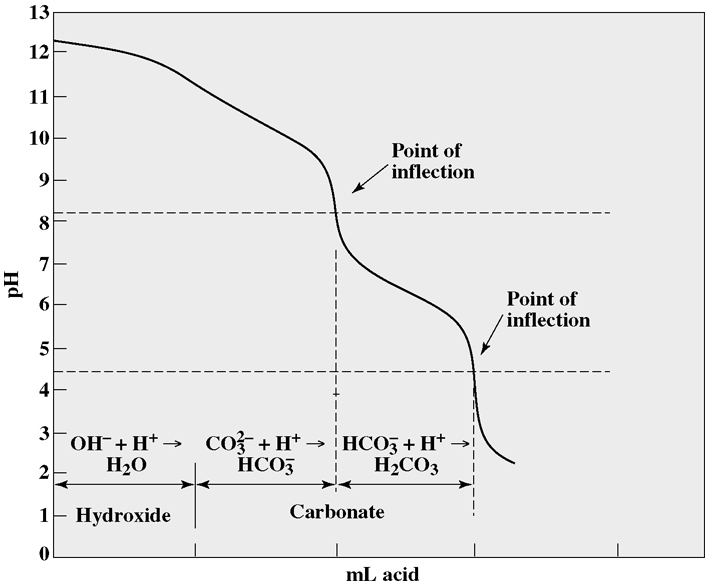 13
12
11
10
9
8
7
6
5
4
3
2
1
0
pH
Point of
inflection
Point of
inflection
OH⁻ + H⁺ →
H₂O
CO₃²⁻ + H⁺ →
HCO₃⁻
HCO₃⁻ + H⁺ →
H₂CO₃
Hydroxide
Carbonate
mL acid